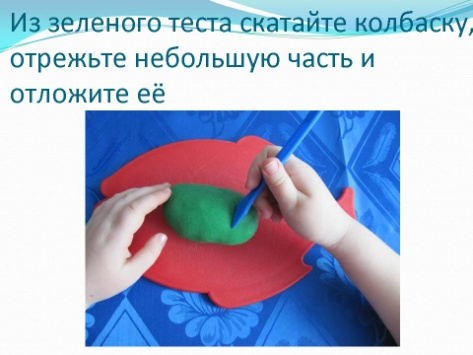 Из зеленого теста скатайте колбаску,
отрежьте небольшую часть и
отложите её